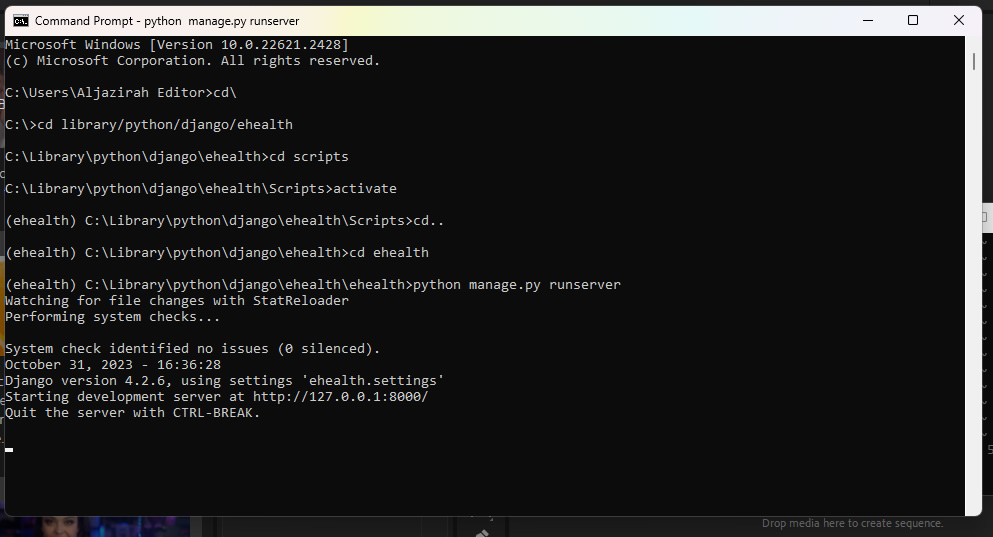 Command Prompt - python  manage.py runserver
Microsoft Windows [Version 10.0.22621.2428]
(c) Microsoft Corporation. All rights reserved.
C:\Users\Aljazirah Editor>cd\
C:\>cd library/python/django/ehealth
C:\Library\python\django\ehealth>cd scripts
C:\Library\python\django\ehealth\Scripts>activate
(ehealth) C:\Library\python\django\ehealth\Scripts>cd..
(ehealth) C:\Library\python\django\ehealth>cd ehealth
(ehealth) C:\Library\python\django\ehealth\ehealth>python manage.py runserver
Watching for file changes with StatReloader
Performing system checks...
System check identified no issues (0 silenced).
October 31, 2023 - 16:36:28
Django version 4.2.6, using settings 'ehealth.settings'
Starting development server at http://127.0.0.1:8000/
Quit the server with CTRL-BREAK.
Drop media here to create sequence.